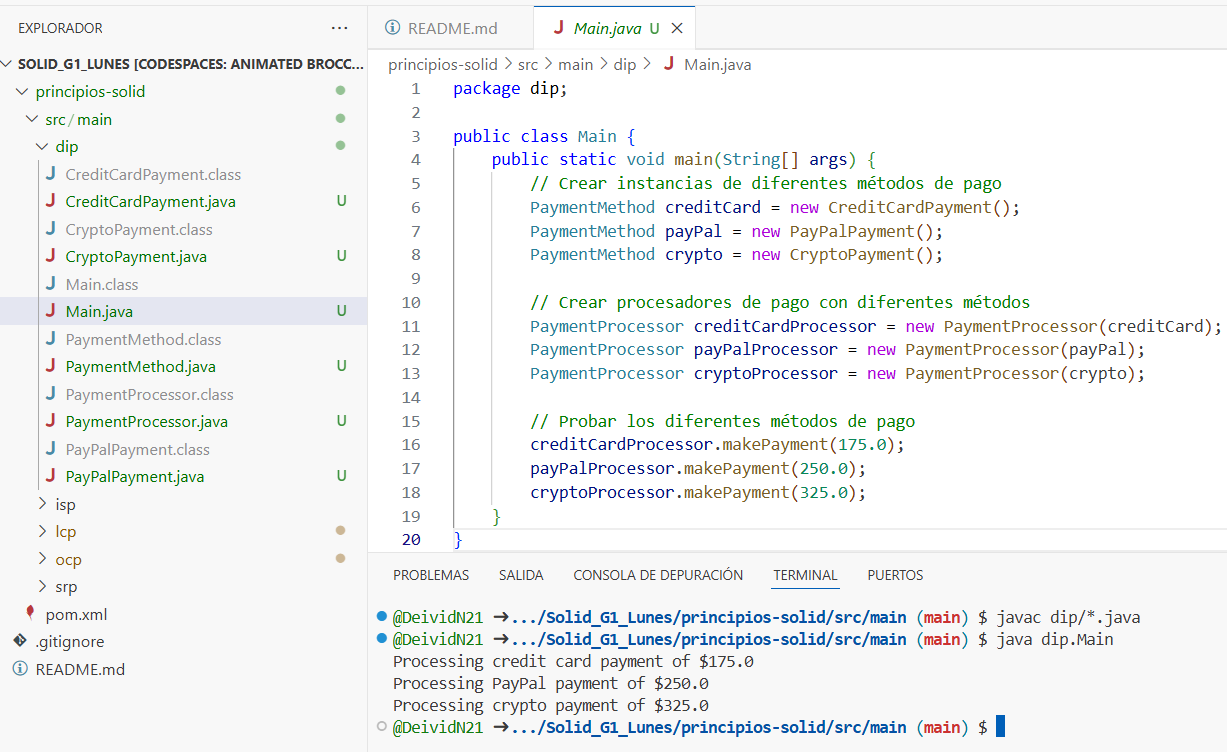 EXPLORADOR
SOLID_G1_LUNES [CODESPACES: ANIMATED BROCC...
principios-solid
src / main
dip
CreditCardPayment.class
CreditCardPayment.java U
CryptoPayment.class
CryptoPayment.java U
Main.class
Main.java U
PaymentMethod.class
PaymentMethod.java U
PaymentProcessor.class
PaymentProcessor.java U
PayPalPayment.class
PayPalPayment.java U
isp
lcp
ocp
srp
pom.xml
.gitignore
README.md
README.md
Main.java U
principios-solid > src > main > dip > Main.java
1 package dip;
2
3 public class Main {
4     public static void main(String[] args) {
5         // Crear instancias de diferentes métodos de pago
6         PaymentMethod creditCard = new CreditCardPayment();
7         PaymentMethod payPal = new PayPalPayment();
8         PaymentMethod crypto = new CryptoPayment();
9
10         // Crear procesadores de pago con diferentes métodos
11         PaymentProcessor creditCardProcessor = new PaymentProcessor(creditCard);
12         PaymentProcessor payPalProcessor = new PaymentProcessor(payPal);
13         PaymentProcessor cryptoProcessor = new PaymentProcessor(crypto);
14
15         // Probar los diferentes métodos de pago
16         creditCardProcessor.makePayment(175.0);
17         payPalProcessor.makePayment(250.0);
18         cryptoProcessor.makePayment(325.0);
19     }
20 }
PROBLEMAS SALIDA CONSOLA DE DEPURACIÓN TERMINAL PUERTOS
@DeividN21 →.../Solid_G1_Lunes/principios-solid/src/main (main) $ javac dip/*.java
@DeividN21 →.../Solid_G1_Lunes/principios-solid/src/main (main) $ java dip.Main
Processing credit card payment of $175.0
Processing PayPal payment of $250.0
Processing crypto payment of $325.0
@DeividN21 →.../Solid_G1_Lunes/principios-solid/src/main (main) $